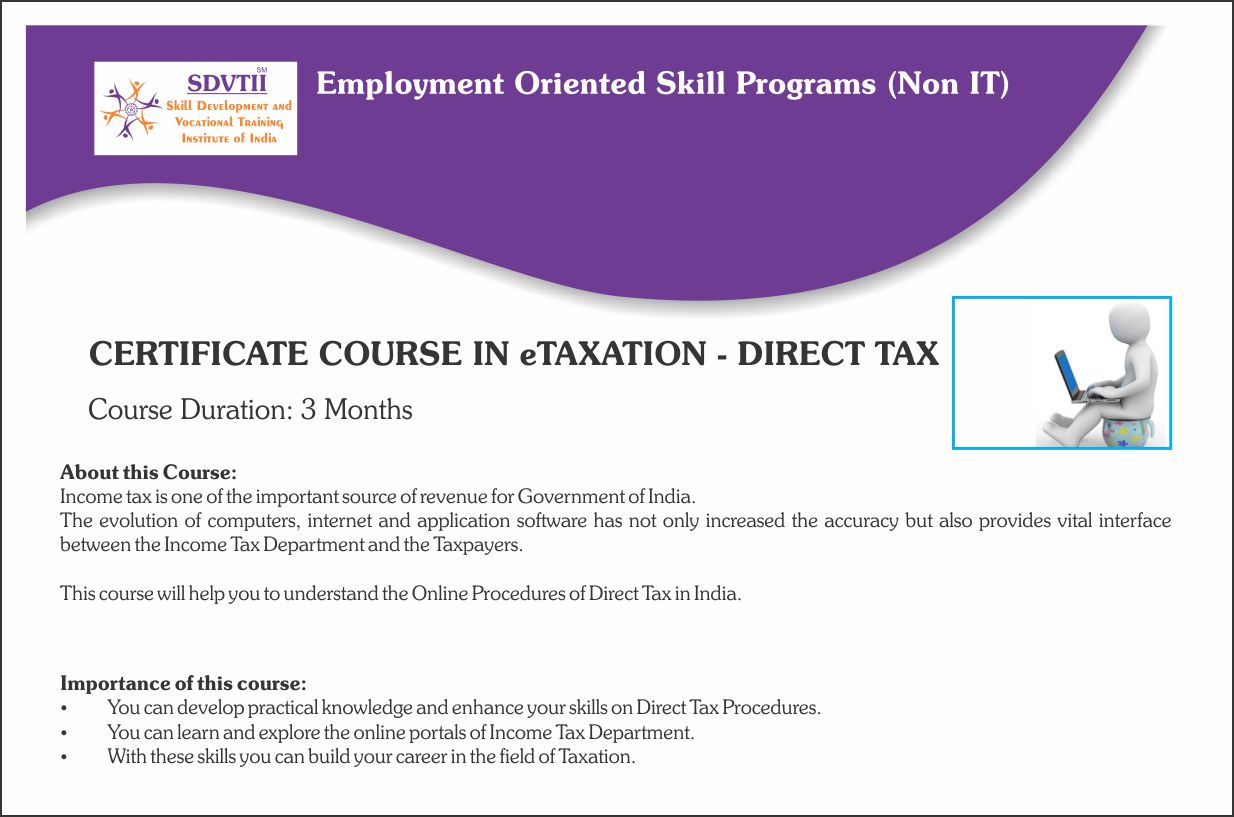 SDVTII SM
Skill Development and
Vocational Training
Institute of India
Employment Oriented Skill Programs (Non IT)
CERTIFICATE COURSE IN eTAXATION - DIRECT TAX
Course Duration: 3 Months
About this Course:
Income tax is one of the important source of revenue for Government of India.
The evolution of computers, internet and application software has not only increased the accuracy but also provides vital interface
between the Income Tax Department and the Taxpayers.
This course will help you to understand the Online Procedures of Direct Tax in India.
Importance of this course:
• You can develop practical knowledge and enhance your skills on Direct Tax Procedures.
• You can learn and explore the online portals of Income Tax Department.
• With these skills you can build your career in the field of Taxation.